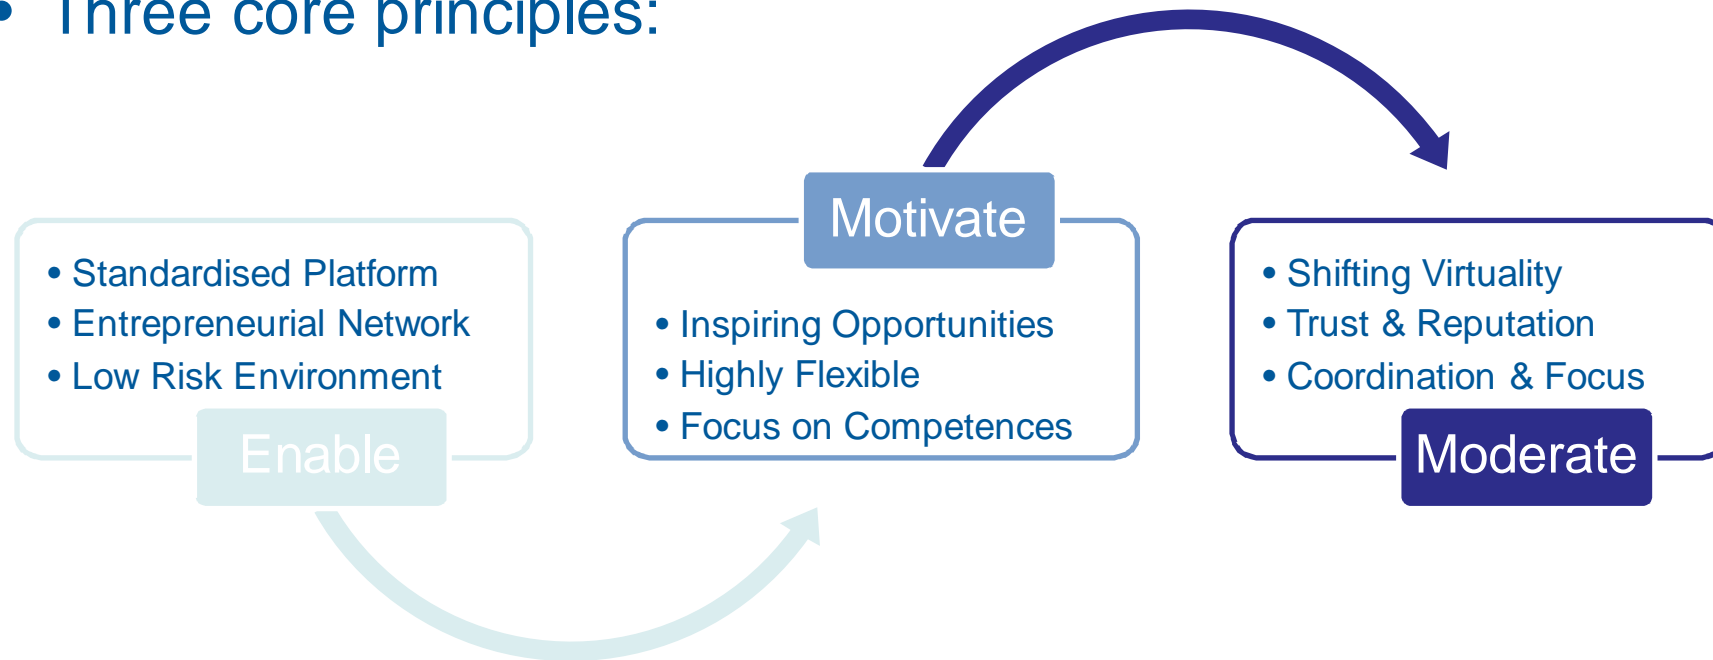 • Three core principles:
• Standardised Platform
• Entrepreneurial Network
• Low Risk Environment
Enable
Motivate
• Inspiring Opportunities
• Highly Flexible
• Focus on Competences
• Shifting Virtuality
• Trust & Reputation
• Coordination & Focus
Moderate